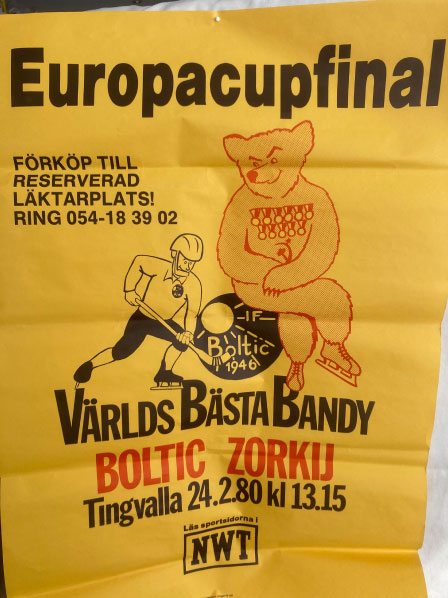 Europacupfinal
FÖRKÖP TILL
RESERVERAD
LÄKTARPLATS!
RING 054-18 39 02
IF
Boltic
1946
VÄRLDS BÄSTA BANDY
BOLTIC ZORKIJ
Tingvalla 24.2.80 kl 13.15
Läs sportsidorna i
NWT